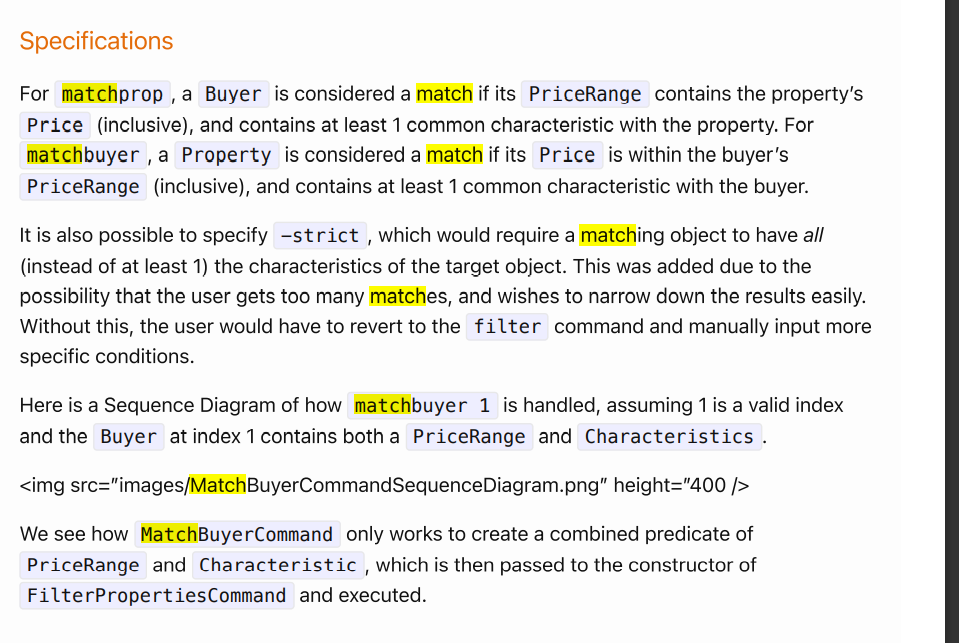 Specifications
For matchprop, a Buyer is considered a match if its PriceRange contains the property’s
Price (inclusive), and contains at least 1 common characteristic with the property. For
matchbuyer, a Property is considered a match if its Price is within the buyer’s
PriceRange (inclusive), and contains at least 1 common characteristic with the buyer.
It is also possible to specify –strict, which would require a matching object to have all
(instead of at least 1) the characteristics of the target object. This was added due to the
possibility that the user gets too many matches, and wishes to narrow down the results easily.
Without this, the user would have to revert to the filter command and manually input more
specific conditions.
Here is a Sequence Diagram of how matchbuyer 1 is handled, assuming 1 is a valid index
and the Buyer at index 1 contains both a PriceRange and Characteristics.
<img src=”images/MatchBuyerCommandSequenceDiagram.png” height=”400 />
We see how MatchBuyerCommand only works to create a combined predicate of
PriceRange and Characteristic, which is then passed to the constructor of
FilterPropertiesCommand and executed.